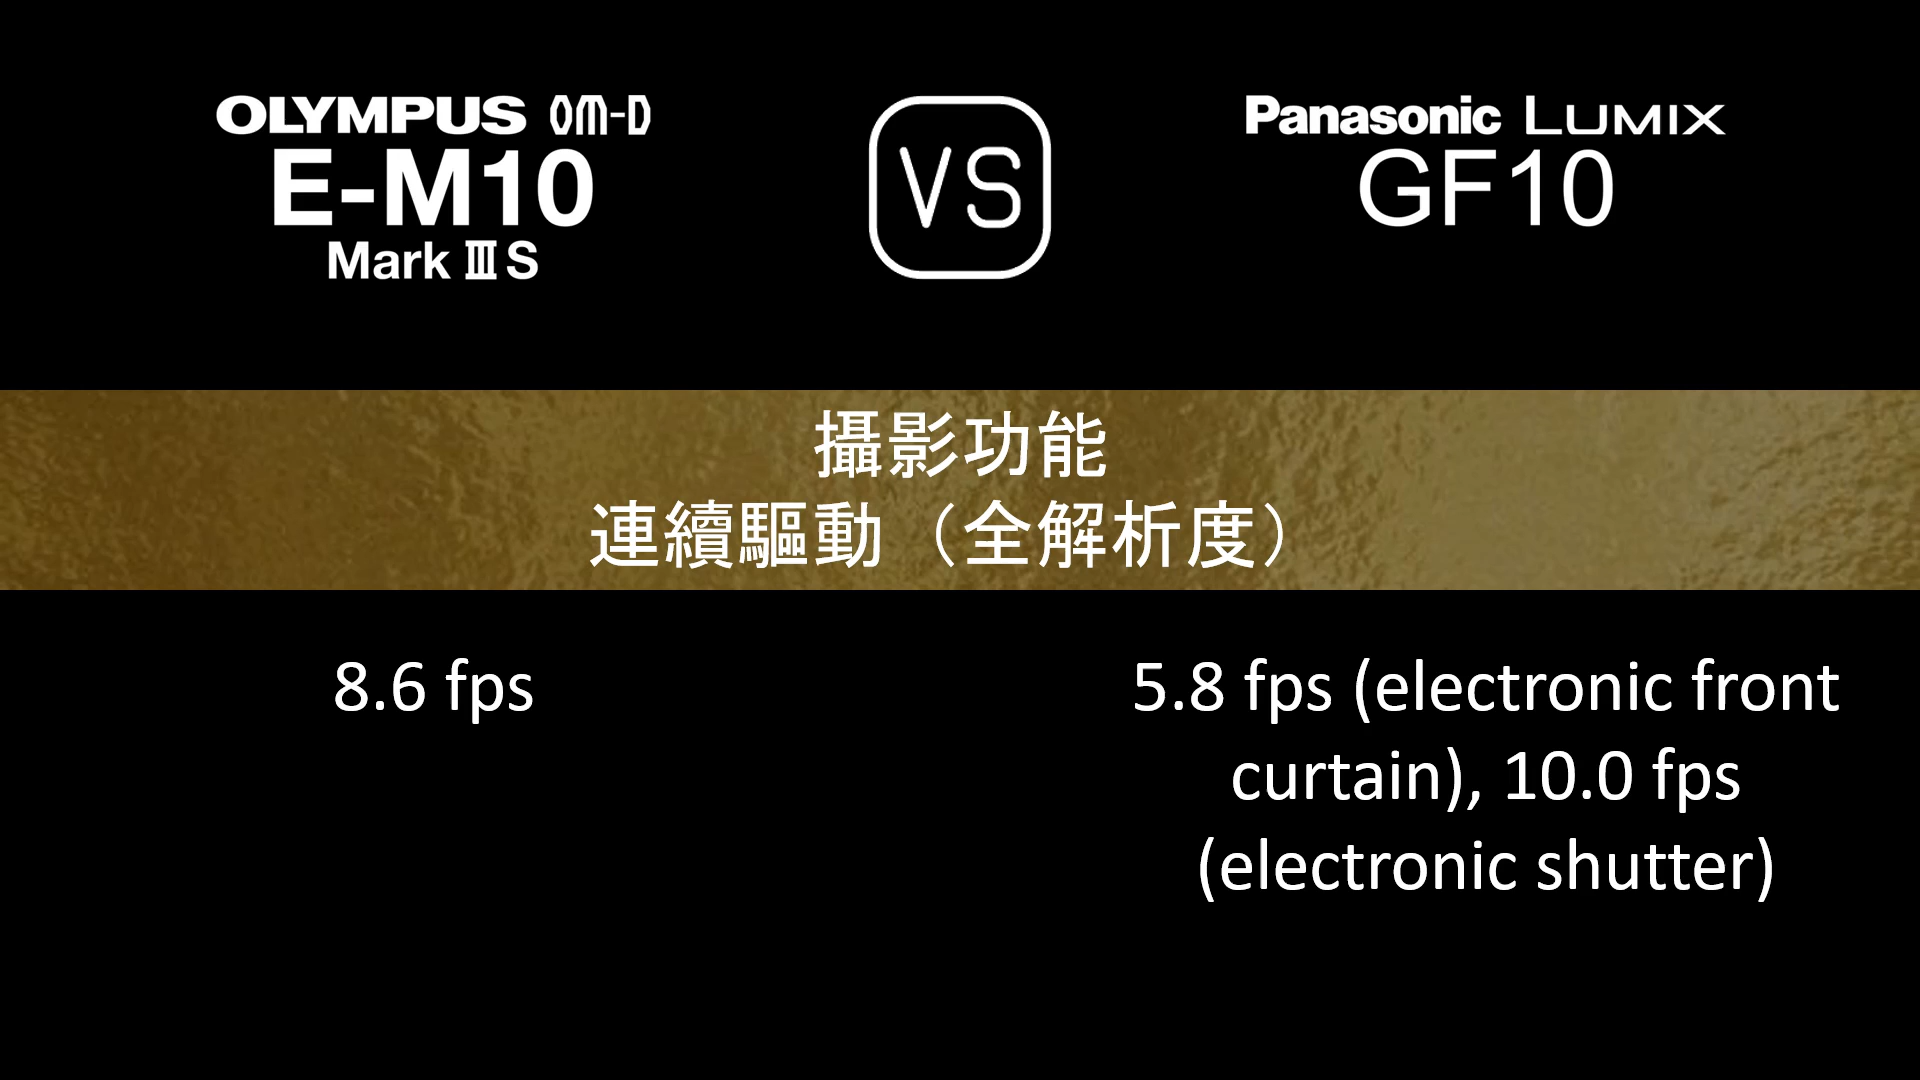 OLYMPUS OM-D
E-M10
Mark III S
VS
Panasonic LUMIX
GF10
攝影功能
連續驅動（全解析度）
8.6 fps
5.8 fps (electronic front
curtain), 10.0 fps
(electronic shutter)